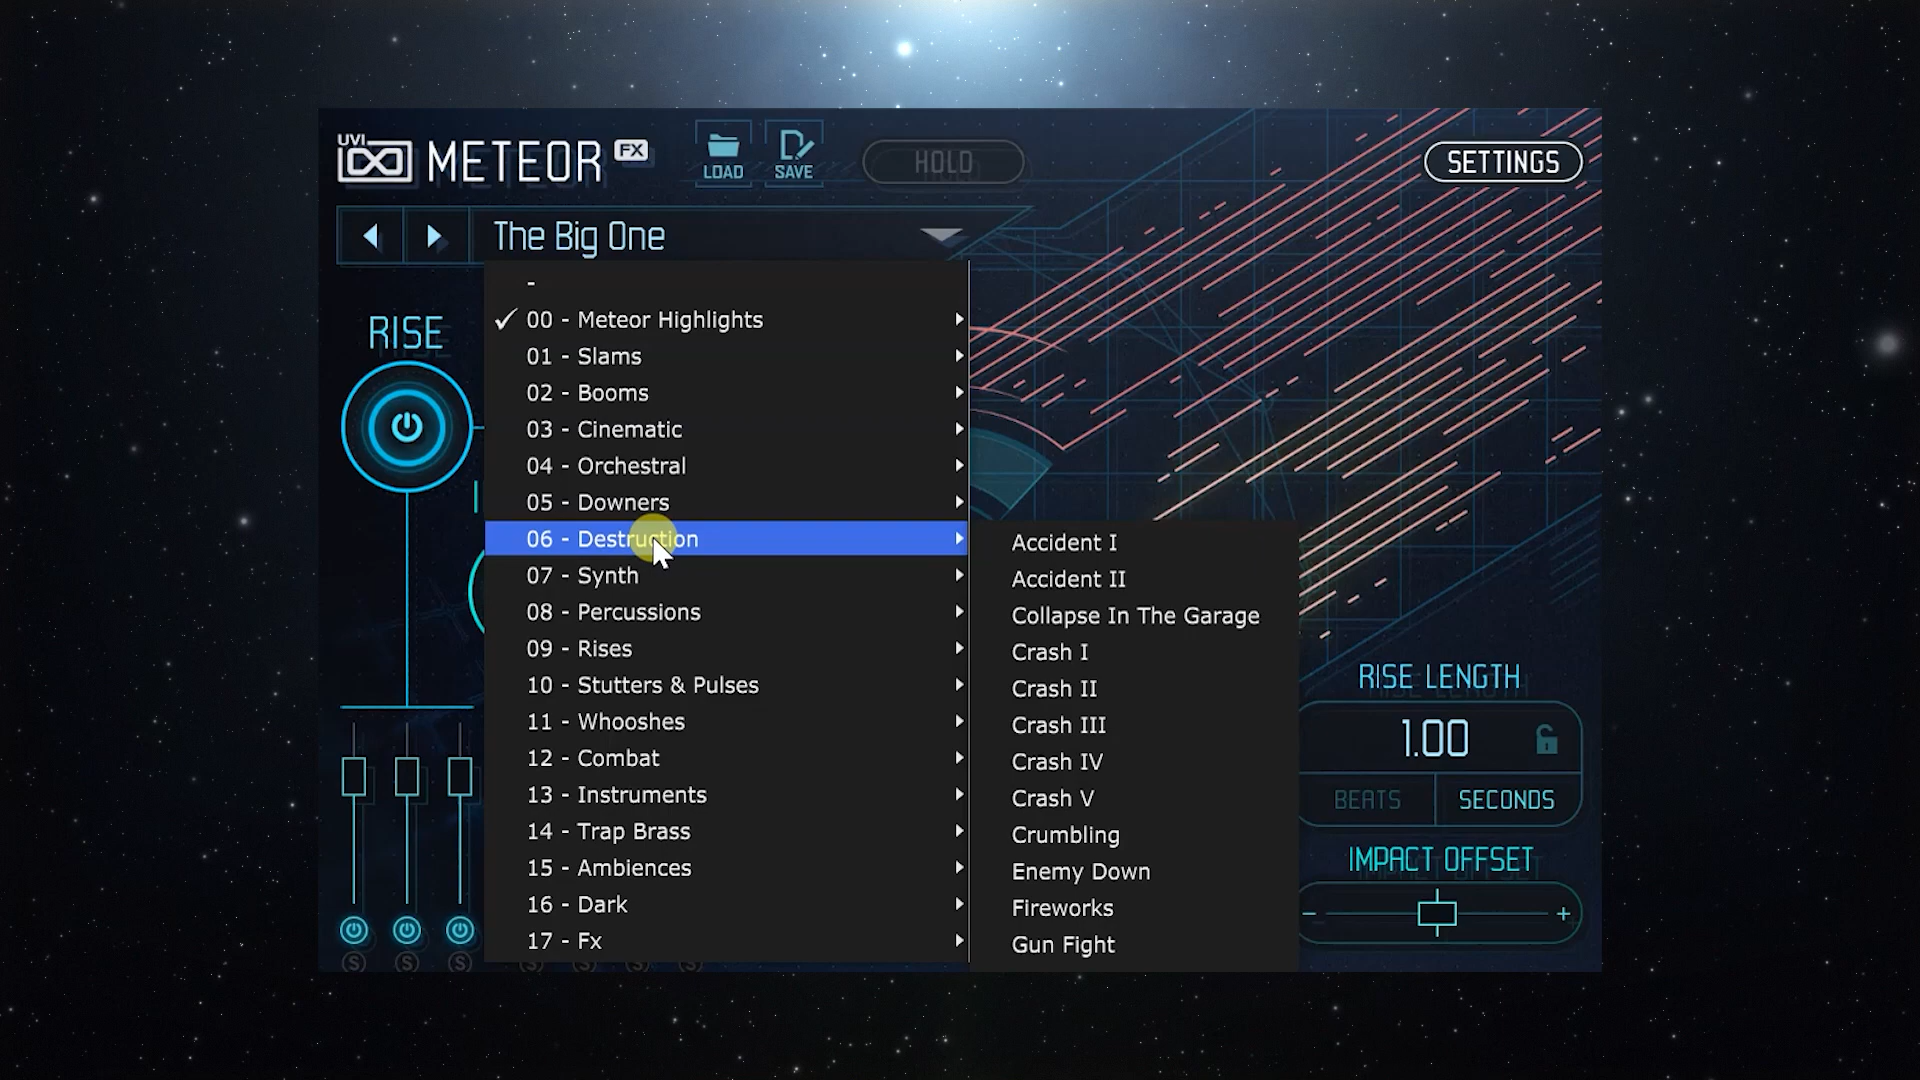 UVI
METEOR FX
LOAD
SAVE
HOLD
SETTINGS
The Big One
-
RISE
✓ 00 - Meteor Highlights
01 - Slams
02 - Booms
03 - Cinematic
04 - Orchestral
05 - Downers
06 - Destruction
07 - Synth
08 - Percussions
09 - Rises
10 - Stutters & Pulses
11 - Whooshes
12 - Combat
13 - Instruments
14 - Trap Brass
15 - Ambiences
16 - Dark
17 - Fx
Accident I
Accident II
Collapse In The Garage
Crash I
Crash II
Crash III
Crash IV
Crash V
Crumbling
Enemy Down
Fireworks
Gun Fight
RISE LENGTH
1.00
BEATS
SECONDS
IMPACT OFFSET
- +
S S S S S S S